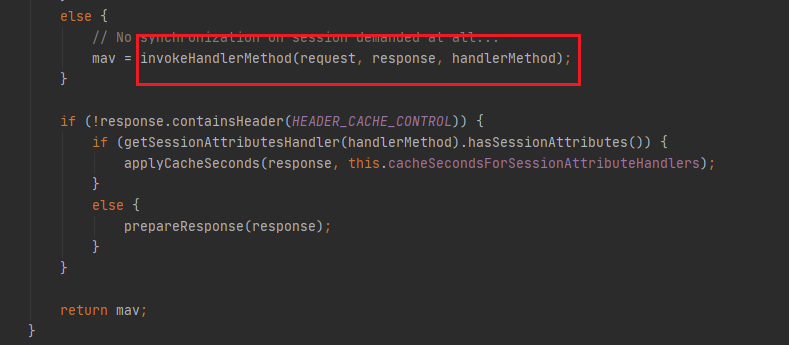 else {
// No synchronization on session demanded at all...
mav = invokeHandlerMethod(request, response, handlerMethod);
}
if (!response.containsHeader(HEADER_CACHE_CONTROL)) {
if (getSessionAttributesHandler(handlerMethod).hasSessionAttributes()) {
applyCacheSeconds(response, this.cacheSecondsForSessionAttributeHandlers);
}
else {
prepareResponse(response);
}
}
return mav;
}